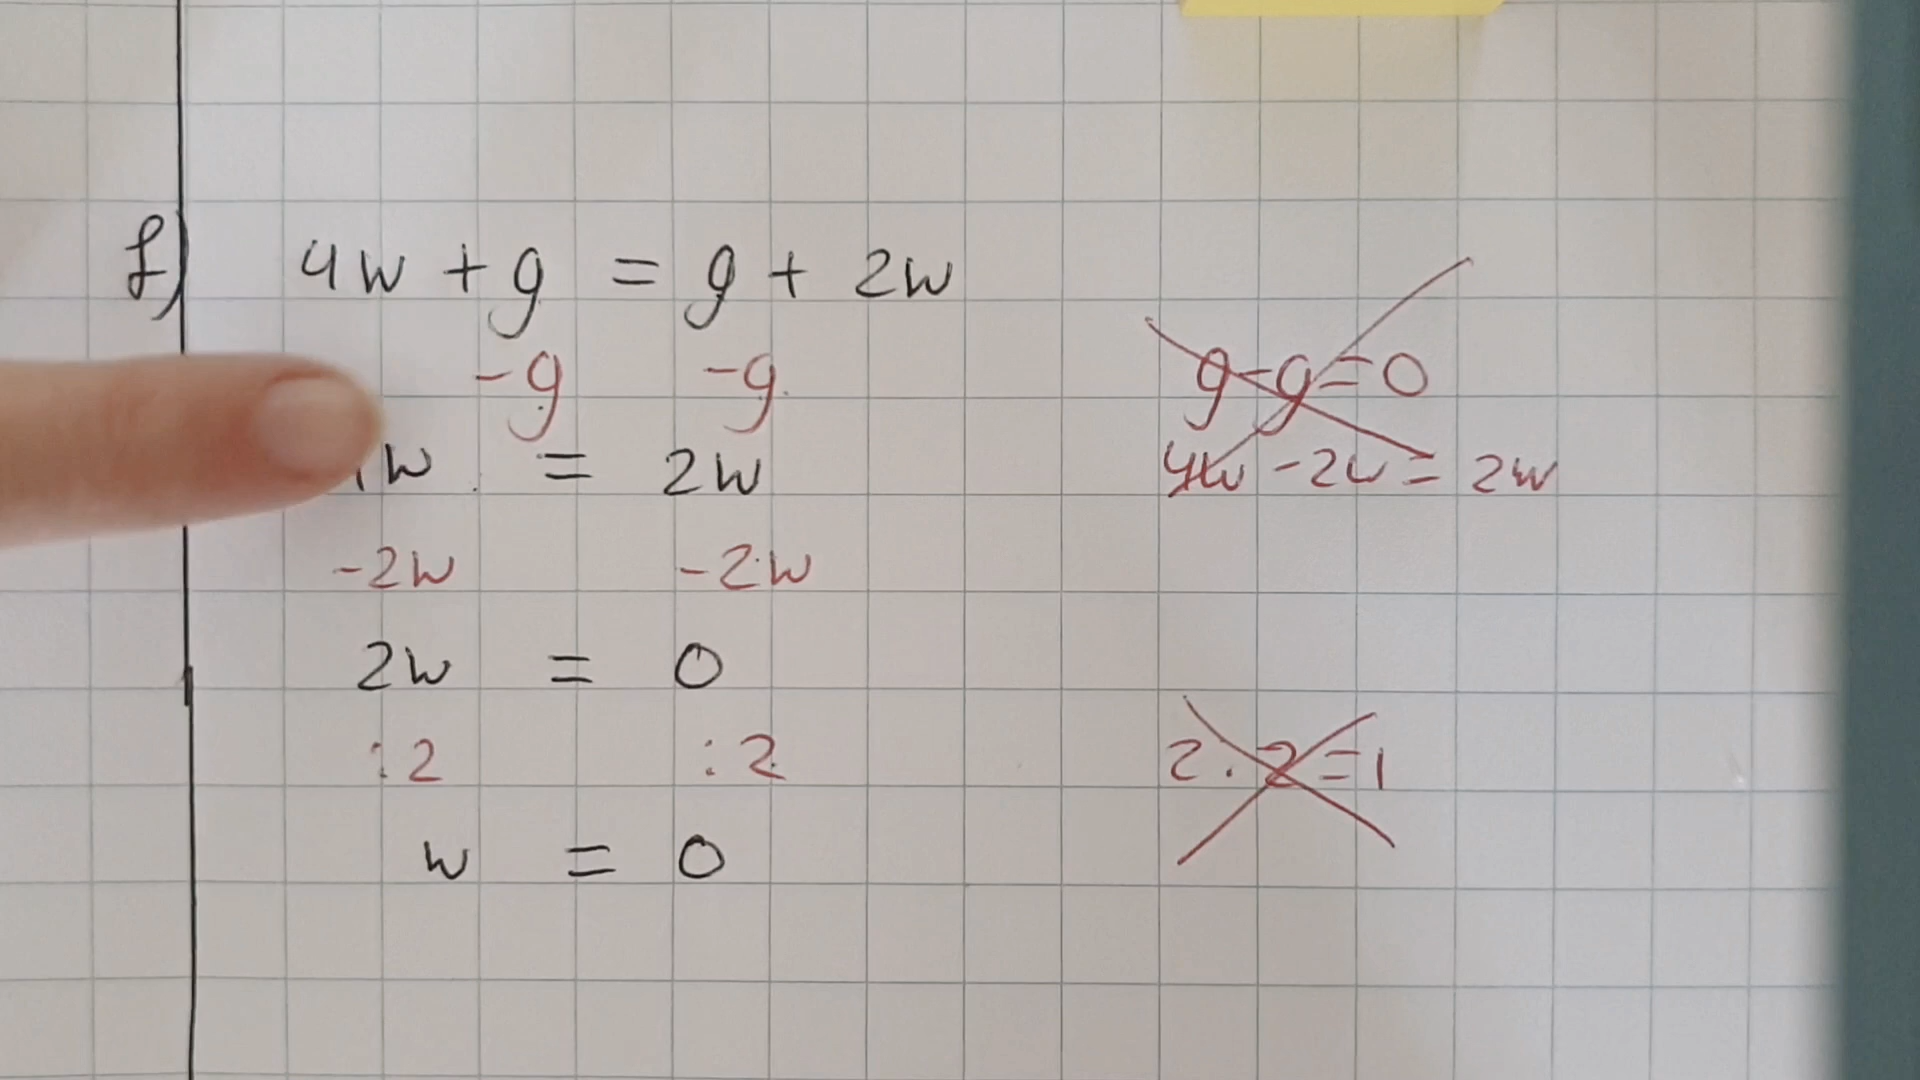 f) 4w + g = g + 2w
-g -g
w = 2w
-2w -2w
2w = 0
:2 :2
w = 0
g-g=0
4w -2w = 2w
2:2=1